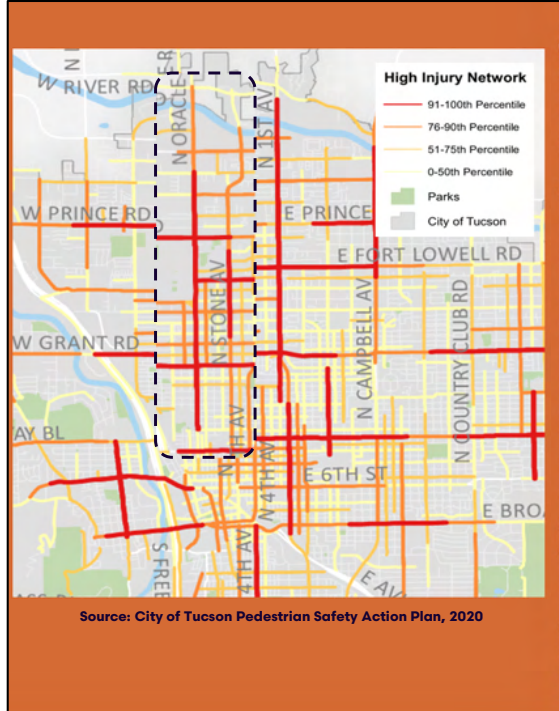 W RIVER RD
N ORACLE
N 1ST AV
High Injury Network
91-100th Percentile
76-90th Percentile
51-75th Percentile
0-50th Percentile
Parks
City of Tucson
W PRINCE RD
E PRINCE
E FORT LOWELL RD
N STONE AV
W GRANT RD
N CAMPBELL AV
N COUNTRY CLUB RD
AY BL
N 4TH AV
E 6TH ST
E BRO
S FREE
4TH AV
E AVI
Source: City of Tucson Pedestrian Safety Action Plan, 2020